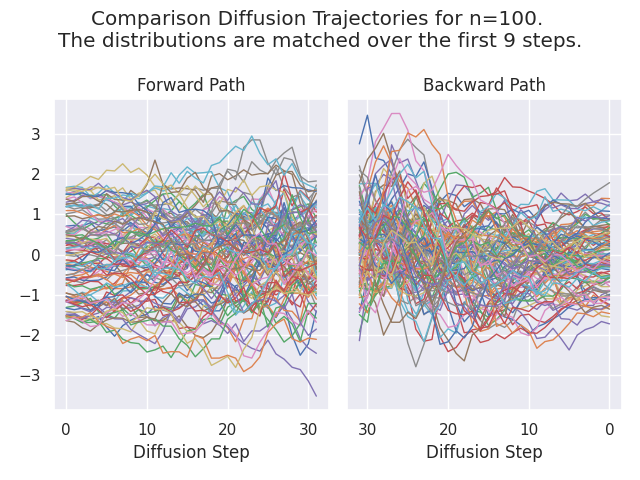 Comparison Diffusion Trajectories for n=100.
The distributions are matched over the first 9 steps.
Forward Path
Backward Path
3
2
1
0
−1
−2
−3
0 10 20 30
30 20 10 0
Diffusion Step
Diffusion Step